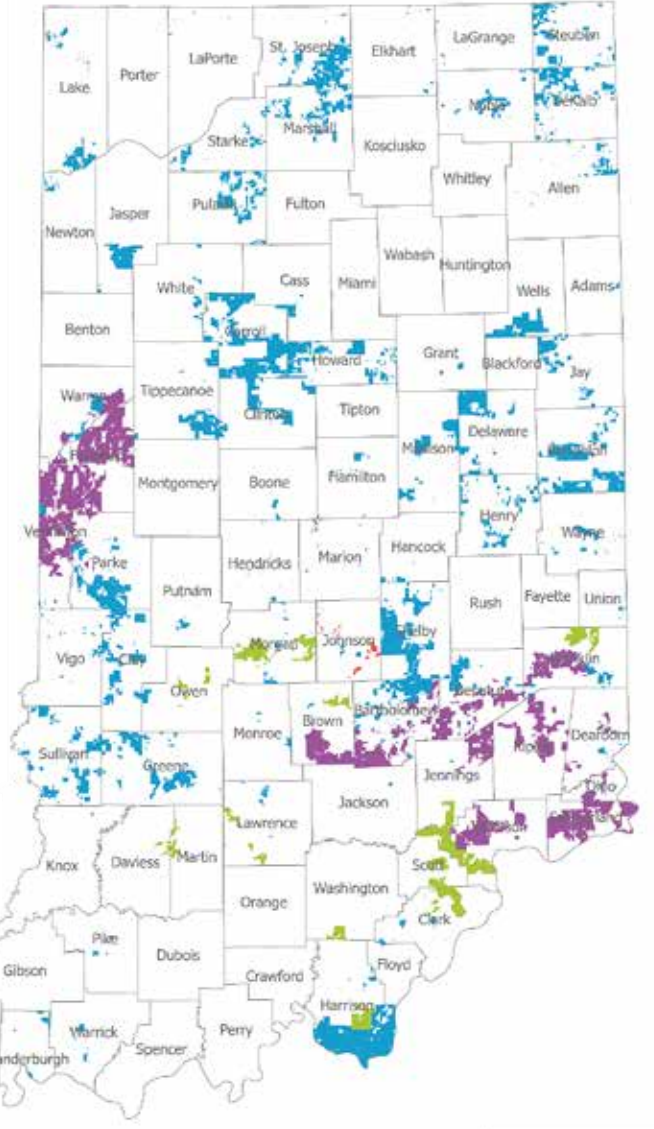 St. Joseph
Elkhart
LaGrange
Steuben
Lake
Porter
LaPorte
Noble
DeKalb
Starke
Marshall
Kosciusko
Whitley
Allen
Newton
Jasper
Pulaski
Fulton
White
Cass
Miami
Wabash
Huntington
Wells
Adams
Benton
Carroll
Howard
Grant
Blackford
Jay
Warren
Tippecanoe
Clinton
Tipton
Madison
Delaware
Montgomery
Boone
Hamilton
Henry
Wayne
Parke
Putnam
Hendricks
Marion
Hancock
Rush
Fayette
Union
Vigo
Clay
Owen
Morgan
Johnson
Shelby
Brown
Bartholomew
Monroe
Dearborn
Sullivan
Greene
Jennings
Ripley
Ohio
Jackson
Lawrence
Knox
Daviess
Martin
Scott
Orange
Washington
Clark
Pike
Dubois
Gibson
Crawford
Floyd
Harrison
Warrick
Perry
Spencer
anderburgh